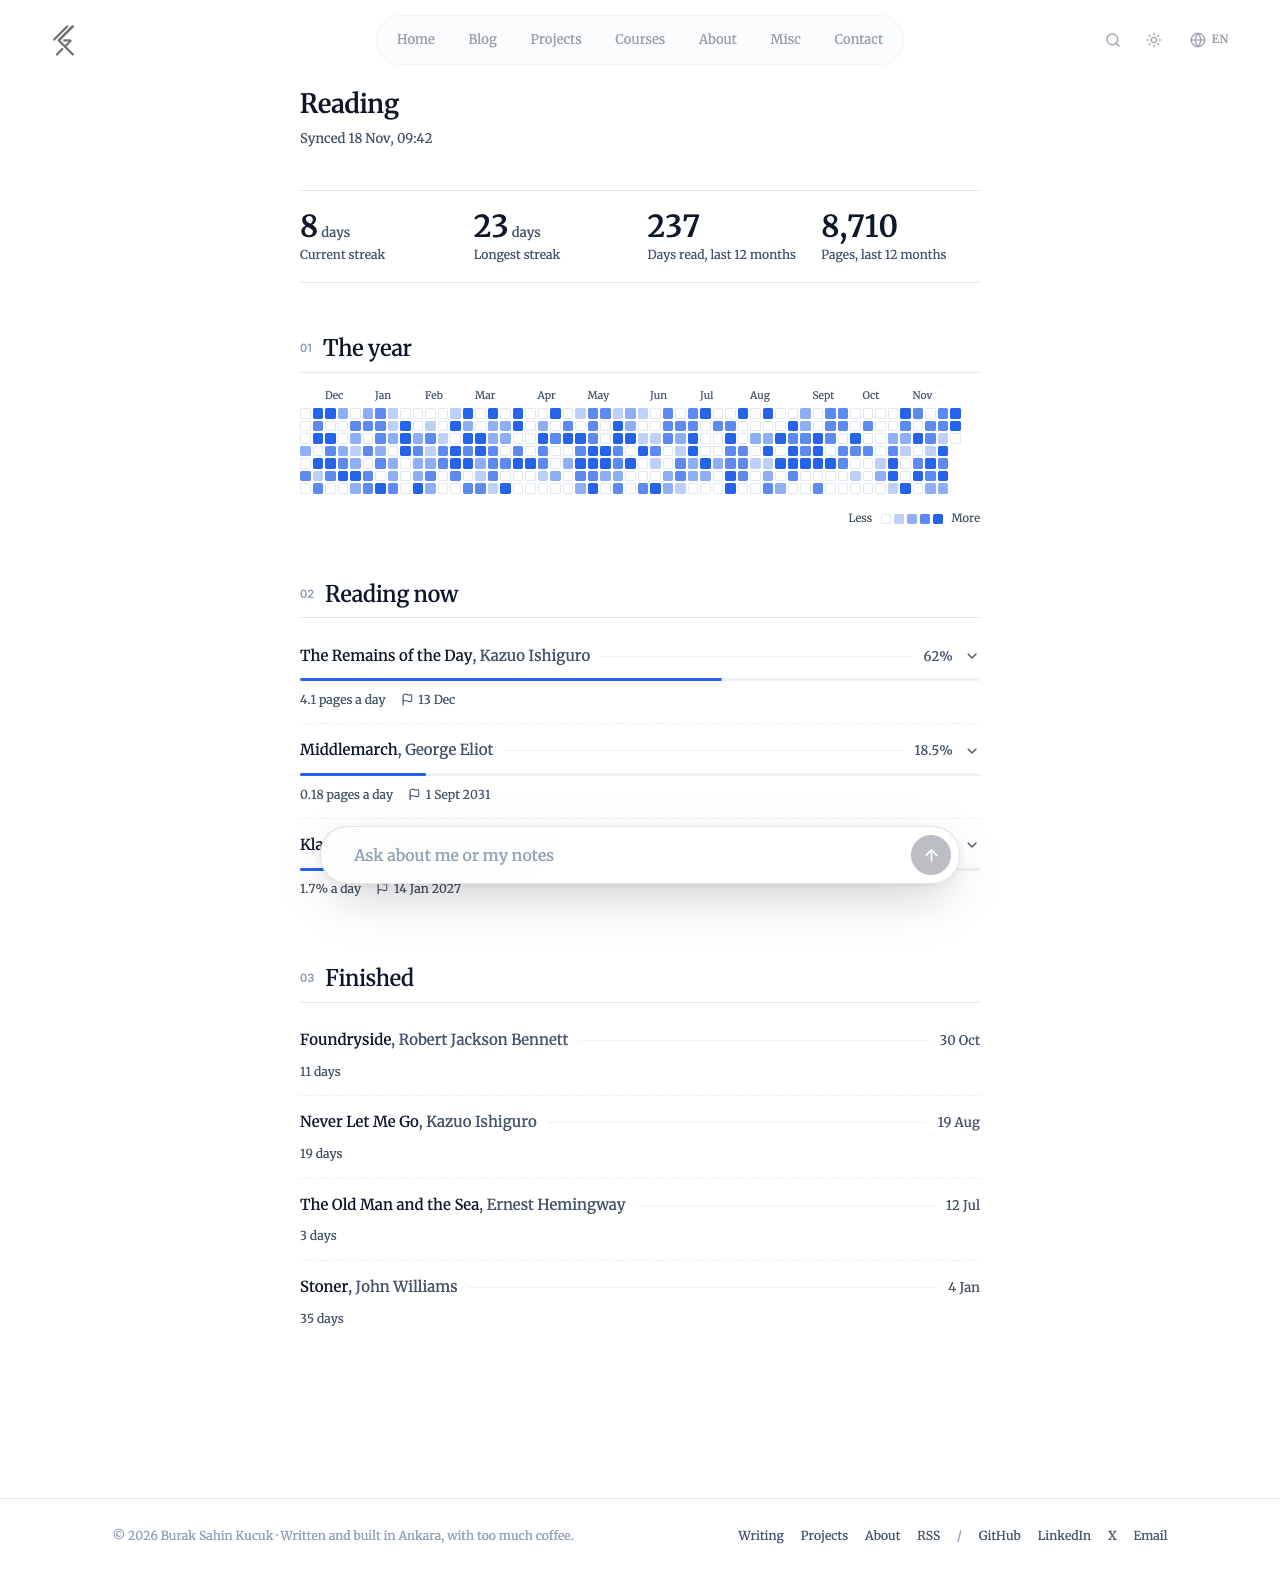 Home Blog Projects Courses About Misc Contact
EN
Reading
Synced 18 Nov, 09:42
8 days
Current streak
23 days
Longest streak
237
Days read, last 12 months
8,710
Pages, last 12 months
01 The year
Dec Jan Feb Mar Apr May Jun Jul Aug Sept Oct Nov
Less More
02 Reading now
The Remains of the Day, Kazuo Ishiguro 62%
4.1 pages a day 13 Dec
Middlemarch, George Eliot 18.5%
0.18 pages a day 1 Sept 2031
Kla
Ask about me or my notes
1.7% a day 14 Jan 2027
03 Finished
Foundryside, Robert Jackson Bennett 30 Oct
11 days
Never Let Me Go, Kazuo Ishiguro 19 Aug
19 days
The Old Man and the Sea, Ernest Hemingway 12 Jul
3 days
Stoner, John Williams 4 Jan
35 days
© 2026 Burak Sahin Kucuk · Written and built in Ankara, with too much coffee.
Writing Projects About RSS / GitHub LinkedIn X Email